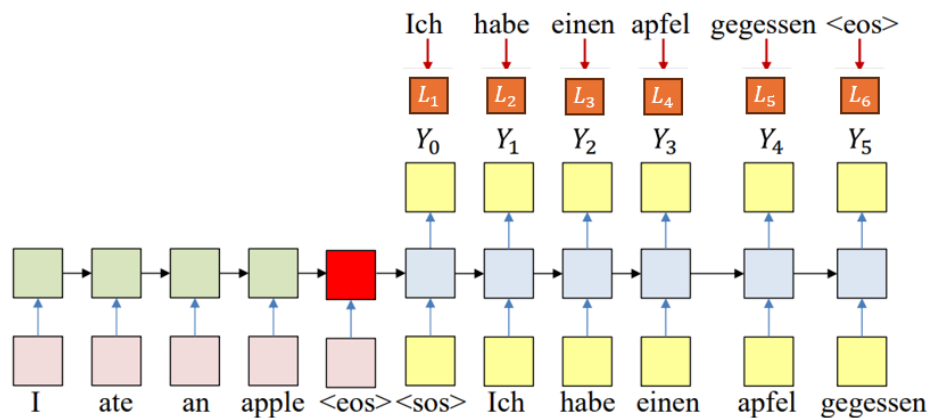 Ich habe einen apfel gegessen <eos>
L₁ L₂ L₃ L₄ L₅ L₆
Y₀ Y₁ Y₂ Y₃ Y₄ Y₅
I ate an apple <eos> <sos> Ich habe einen apfel gegessen